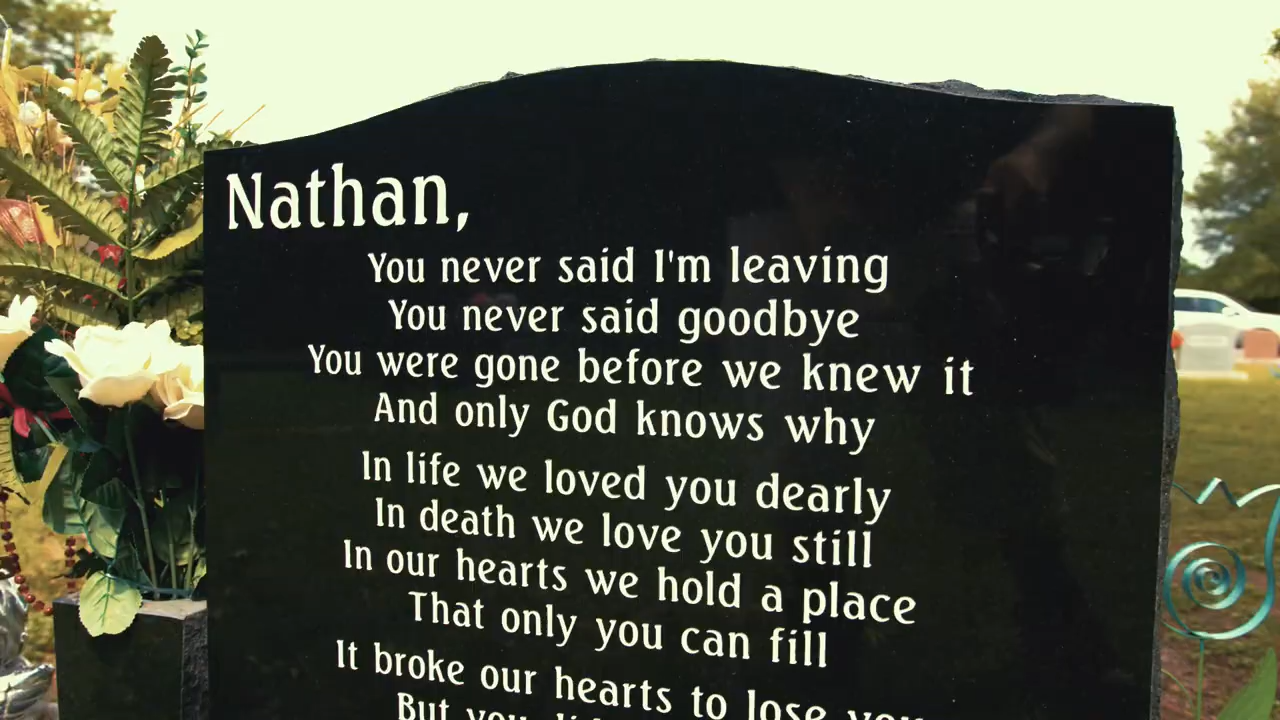 Nathan,
You never said I'm leaving
You never said goodbye
You were gone before we knew it
And only God knows why
In life we loved you dearly
In death we love you still
In our hearts we hold a place
That only you can fill
It broke our hearts to lose you
But you